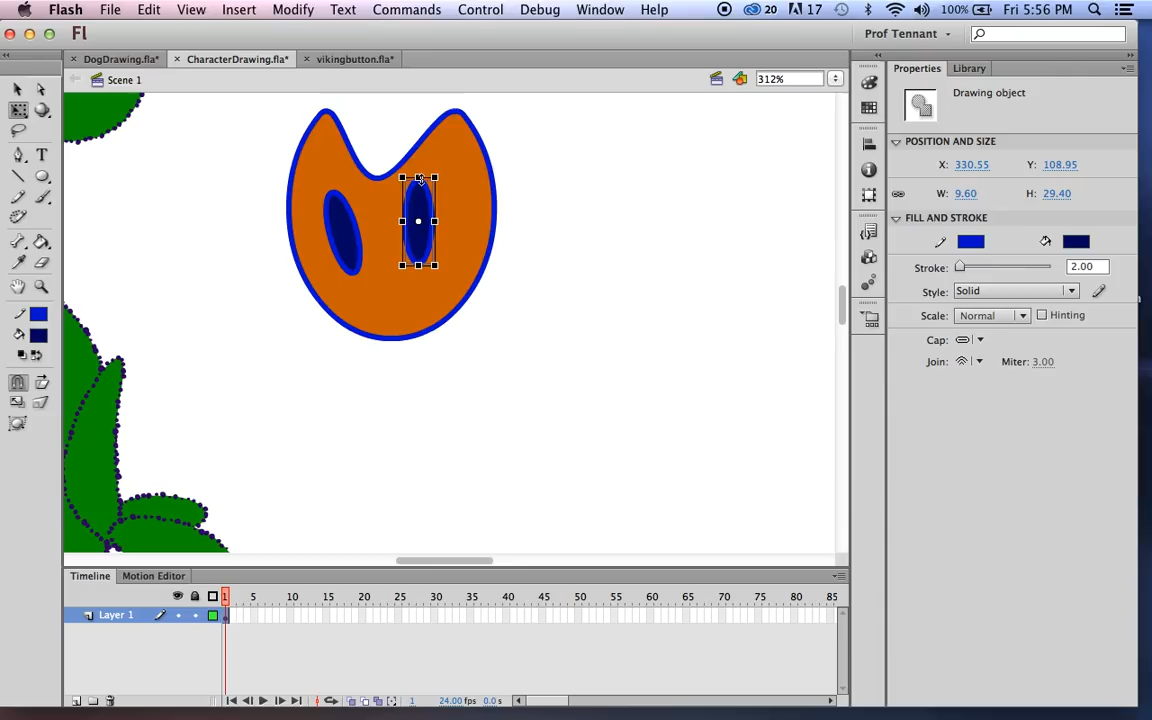 Flash File Edit View Insert Modify Text Commands Control Debug Window Help 20 17 100% Fri 5:56 PM
Fl Prof Tennant
DogDrawing.fla* CharacterDrawing.fla* vikingbutton.fla*
Scene 1 312%
Properties Library
Drawing object
POSITION AND SIZE
X: 330.55 Y: 108.95
W: 9.60 H: 29.40
FILL AND STROKE
Stroke: 2.00
Style: Solid
Scale: Normal Hinting
Cap:
Join: Miter: 3.00
Timeline Motion Editor
1 5 10 15 20 25 30 35 40 45 50 55 60 65 70 75 80 85
Layer 1
1 24.00 fps 0.0 s